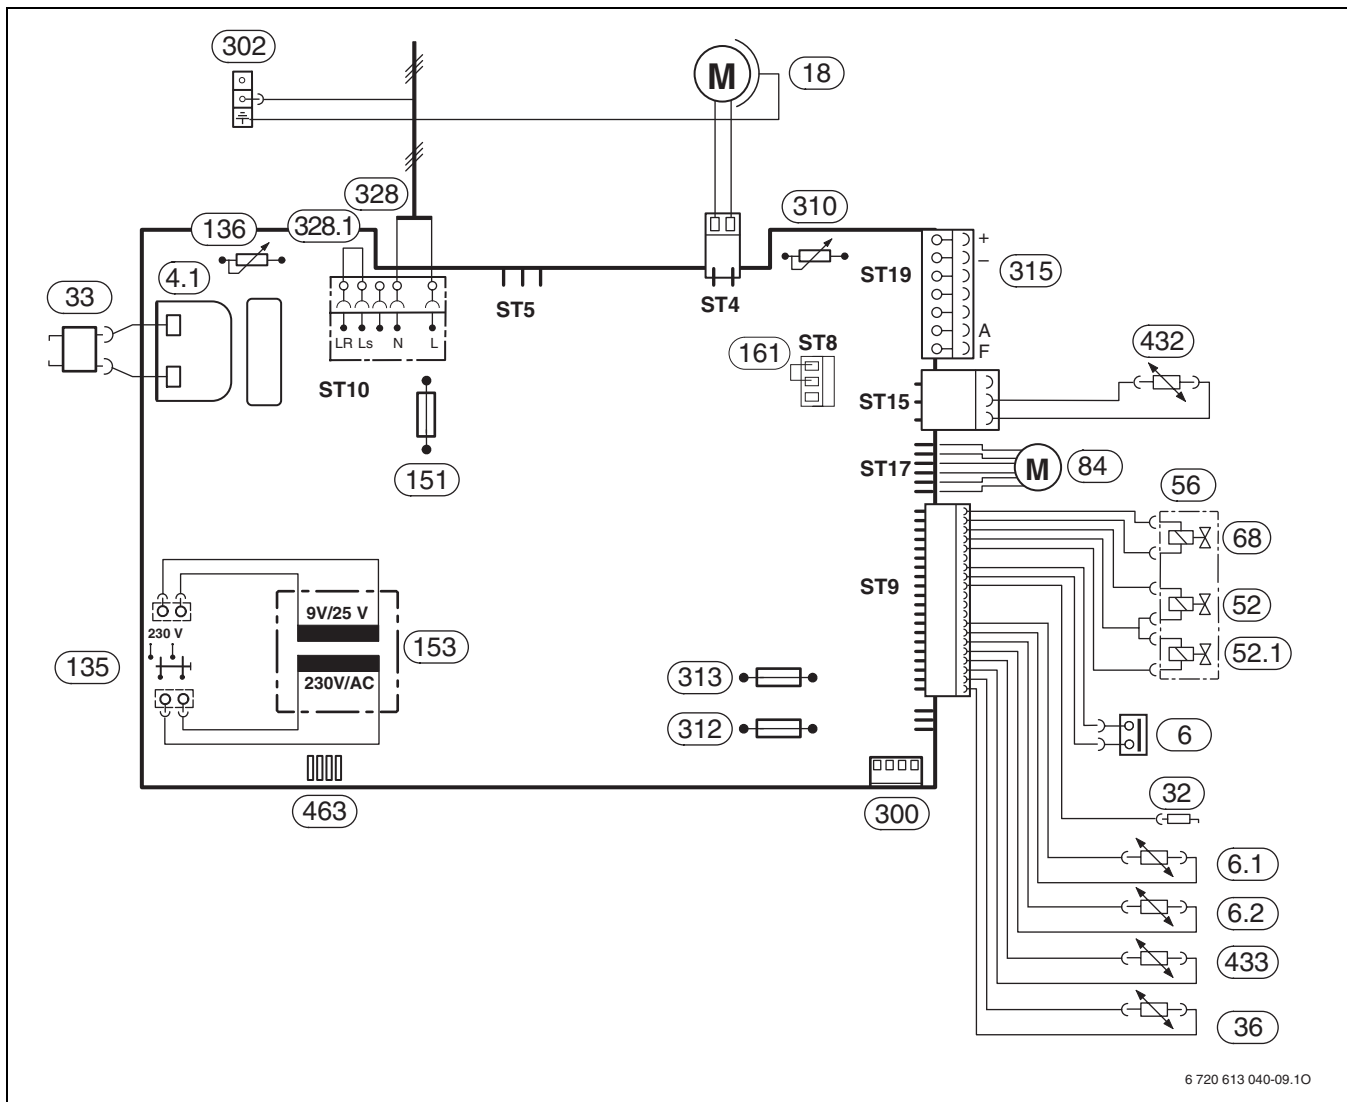 302
M
18
328
136
328.1
310
4.1
33
ST5
ST4
ST19
+
–
A
F
315
LR Ls N L
ST10
161
ST8
432
ST15
151
ST17
M
84
56
68
52
52.1
ST9
9V/25 V
230V/AC
153
230 V
135
313
312
6
463
300
32
6.1
6.2
433
36
6 720 613 040-09.1O